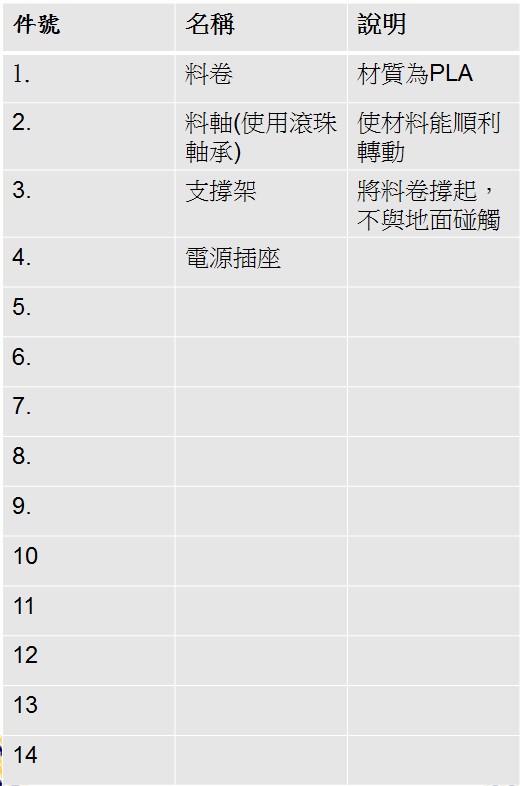 件號 名稱 說明
1. 料卷 材質為PLA
2. 料軸(使用滾珠 使材料能順利
軸承) 轉動
3. 支撐架 將料卷撐起，
不與地面碰觸
4. 電源插座
5.
6.
7.
8.
9.
10
11
12
13
14